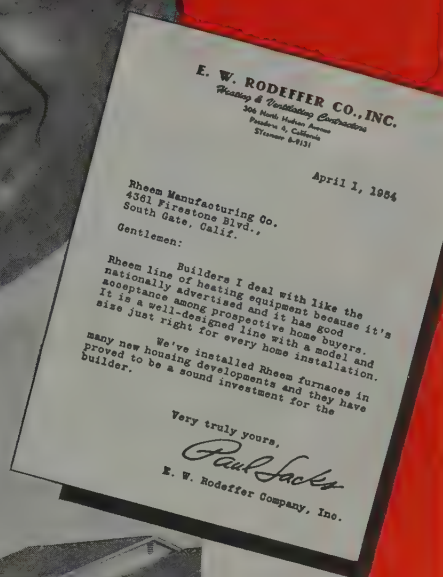 E. W. RODEFFER CO., INC.
Heating & Ventilating Contractors
306 North Hudson Avenue
Pasadena 6, California
SYcamore 6-9131
April 1, 1954
Rheem Manufacturing Co.
4361 Firestone Blvd.,
South Gate, Calif.
Gentlemen:
Builders I deal with like the
Rheem line of heating equipment because it's
nationally advertised and it has good
acceptance among prospective home buyers.
It is a well-designed line with a model and
size just right for every home installation.
We've installed Rheem furnaces in
many new housing developments and they have
proved to be a sound investment for the
builder.
Very truly yours,
Paul Sacks
E. W. Rodeffer Company, Inc.